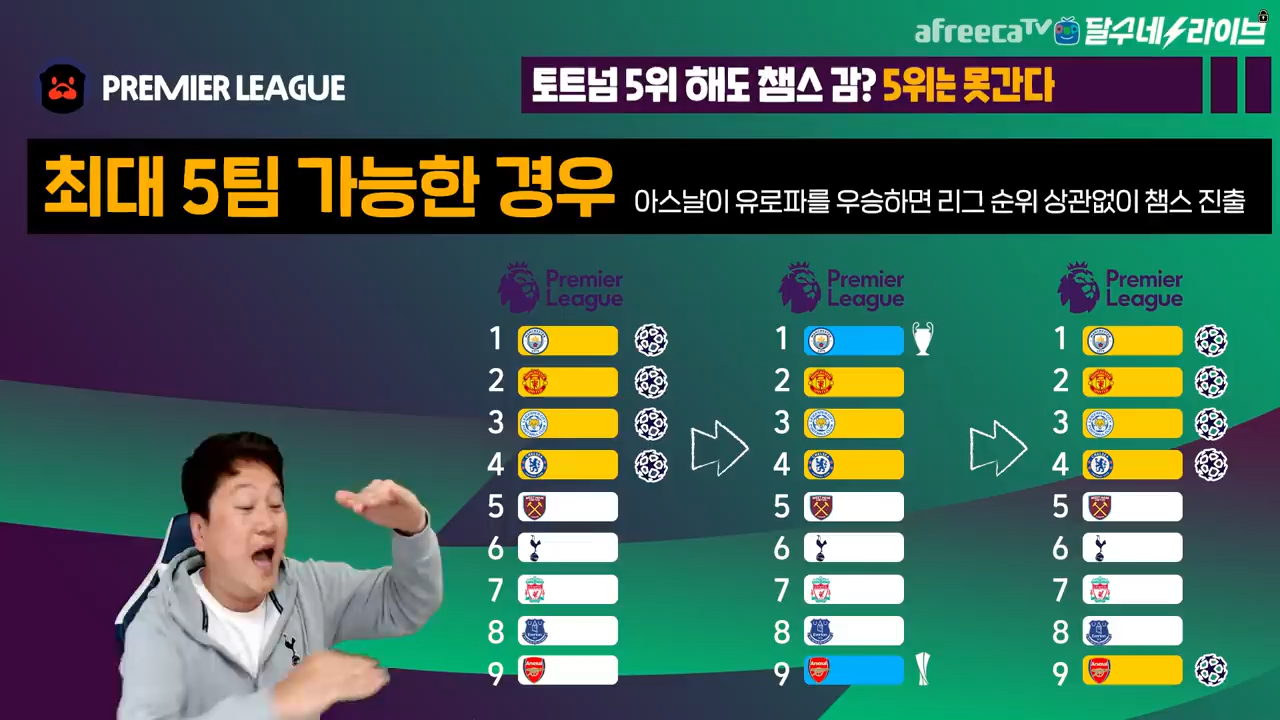 afreecaTV 달수네라이브
PREMIER LEAGUE
토트넘 5위 해도 챔스 감? 5위는 못간다
최대 5팀 가능한 경우 아스날이 유로파를 우승하면 리그 순위 상관없이 챔스 진출
Premier League
Premier League
Premier League
1 1 1
2 2 2
3 3 3
4 4 4
5 5 5
6 6 6
7 7 7
8 8 8
9 9 9